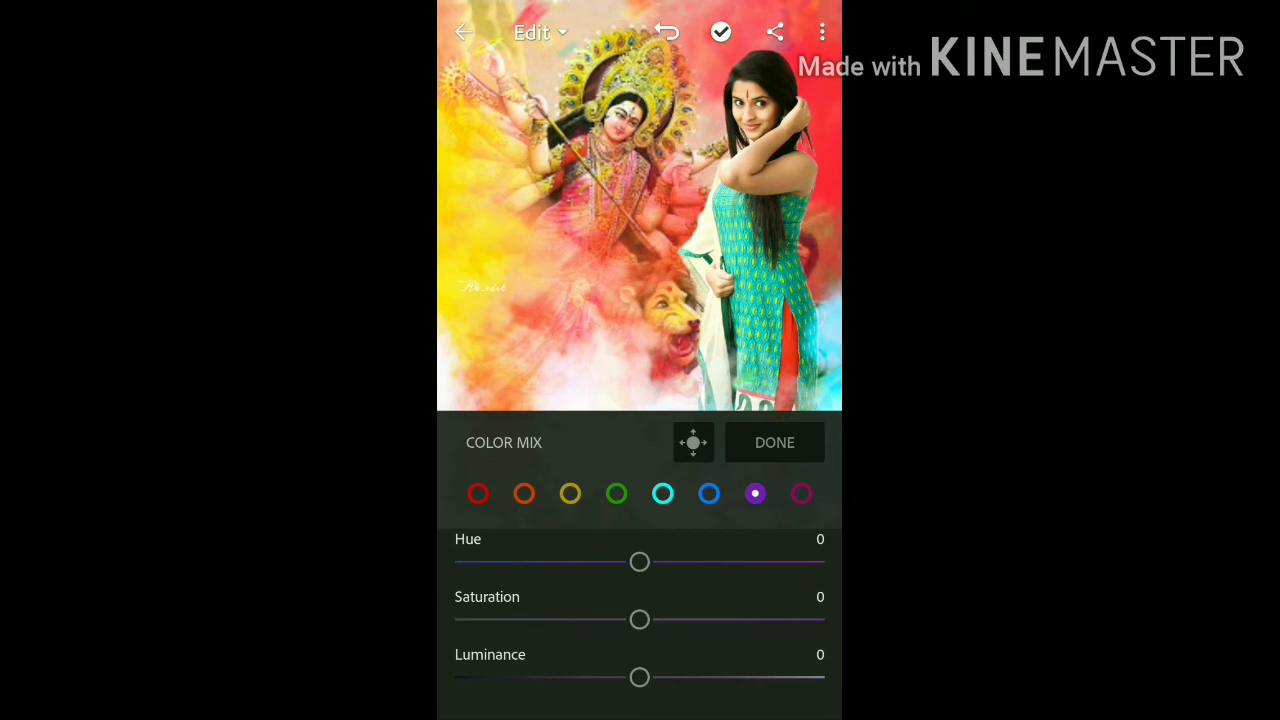 Edit
Made with KINEMASTER
COLOR MIX
DONE
Hue 0
Saturation 0
Luminance 0